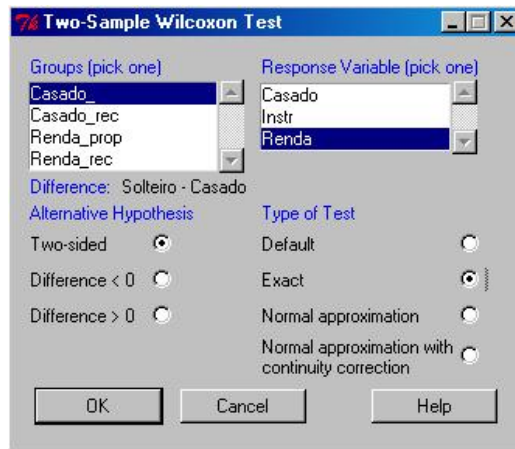 Two-Sample Wilcoxon Test
Groups (pick one)
Casado_
Casado_rec
Renda_prop
Renda_rec
Response Variable (pick one)
Casado
Instr
Renda
Difference: Solteiro - Casado
Alternative Hypothesis
Two-sided
Difference < 0
Difference > 0
Type of Test
Default
Exact
Normal approximation
Normal approximation with
continuity correction
OK
Cancel
Help